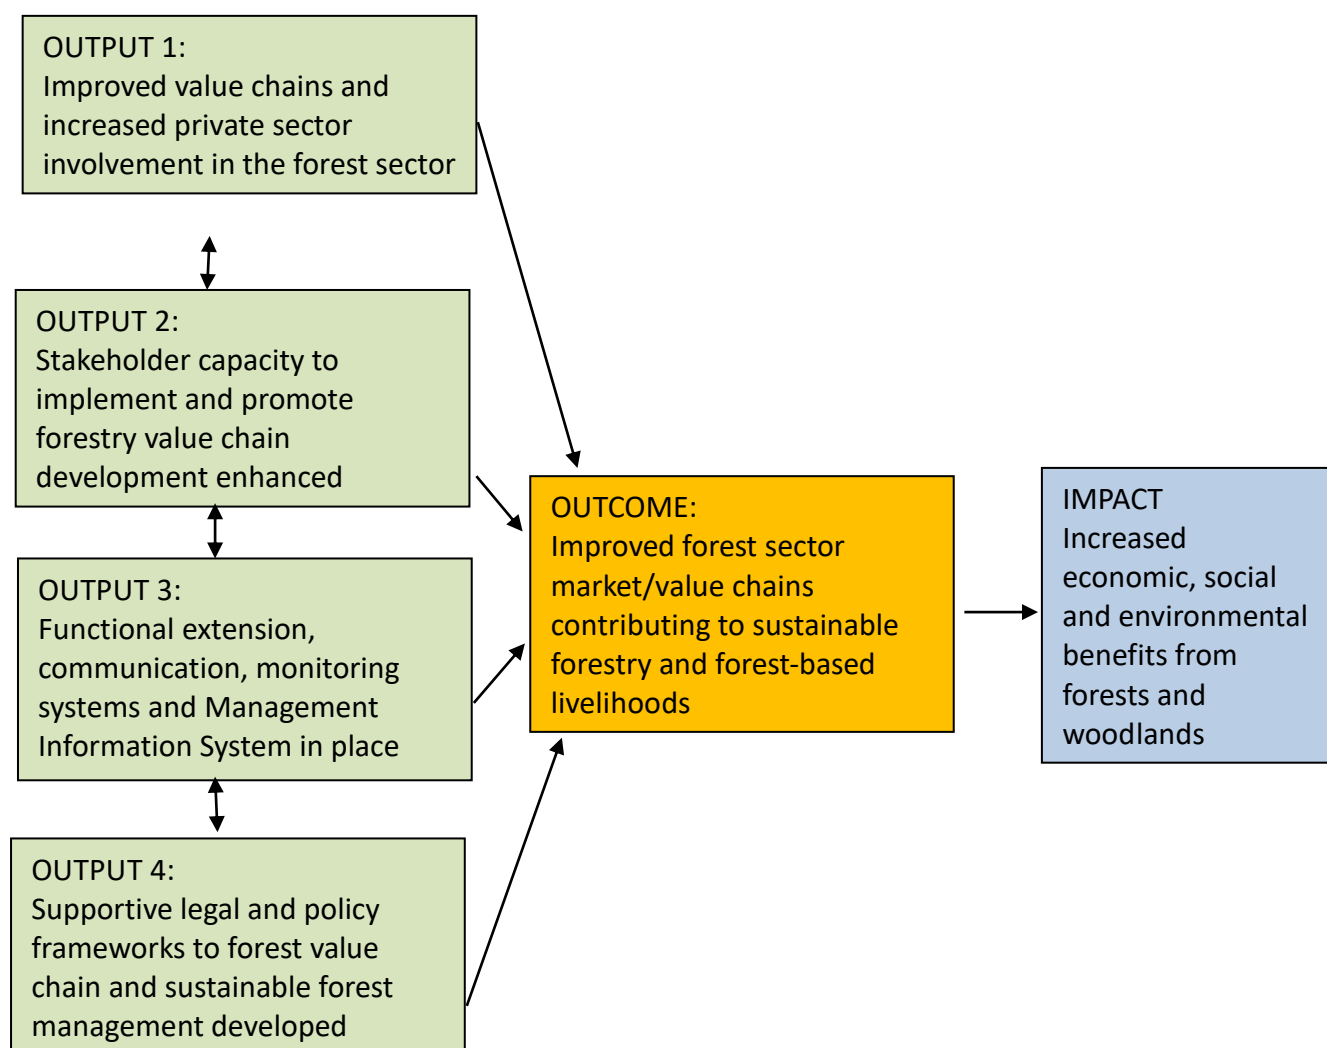 OUTPUT 1:
Improved value chains and
increased private sector
involvement in the forest sector
OUTPUT 2:
Stakeholder capacity to
implement and promote
forestry value chain
development enhanced
OUTPUT 3:
Functional extension,
communication, monitoring
systems and Management
Information System in place
OUTPUT 4:
Supportive legal and policy
frameworks to forest value
chain and sustainable forest
management developed
OUTCOME:
Improved forest sector
market/value chains
contributing to sustainable
forestry and forest-based
livelihoods
IMPACT
Increased
economic, social
and environmental
benefits from
forests and
woodlands